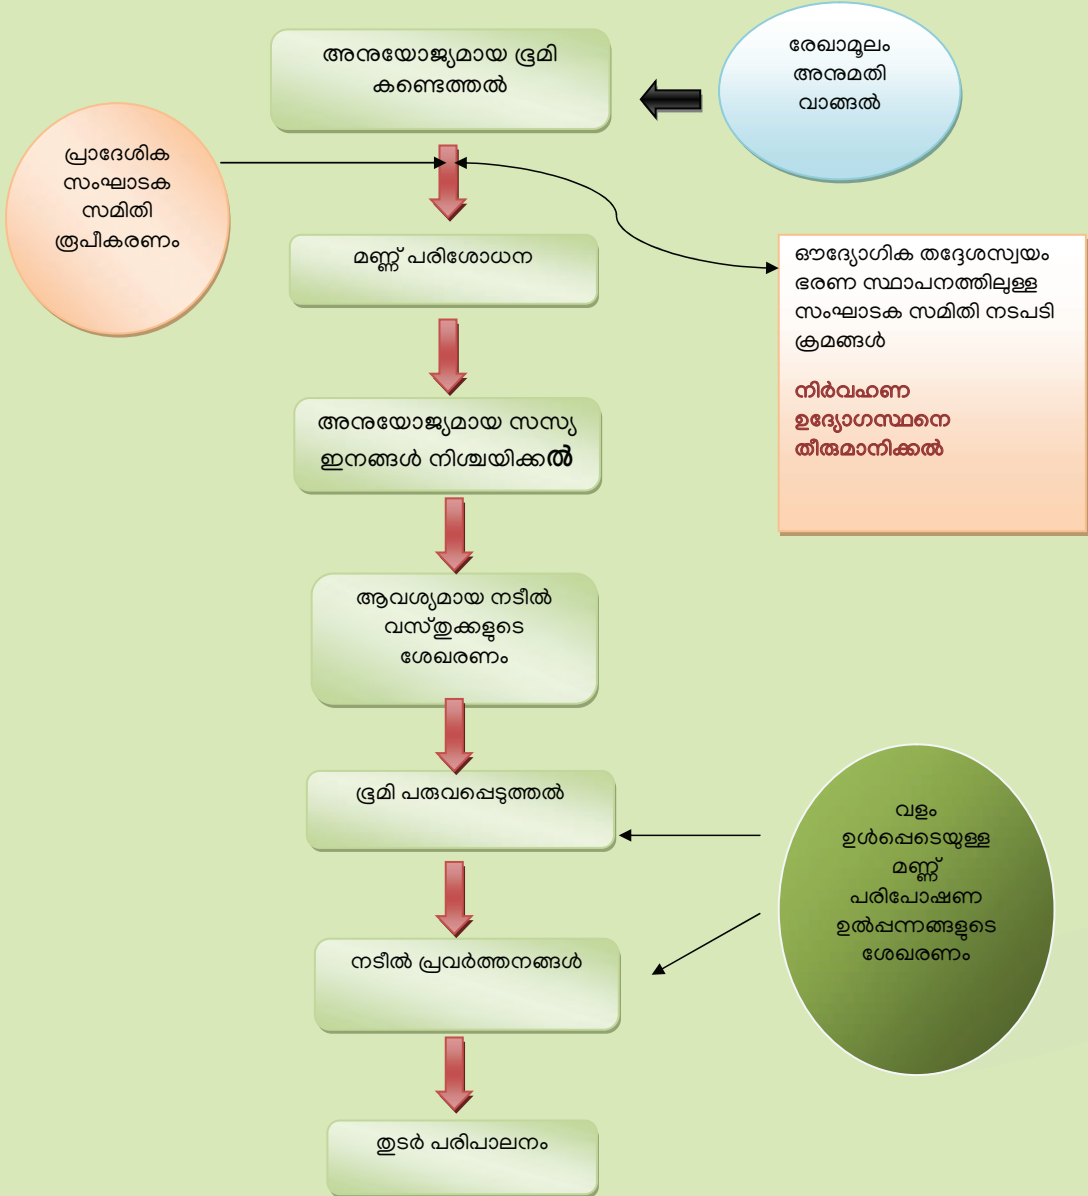 അനുയോജ്യമായ ഭൂമി
കണ്ടെത്തൽ
രേഖാമൂലം
അനുമതി
വാങ്ങൽ
പ്രാദേശിക
സംഘാടക
സമിതി
രൂപീകരണം
മണ്ണ് പരിശോധന
ഔദ്യോഗിക തദ്ദേശസ്വയം
ഭരണ സ്ഥാപനത്തിലുള്ള
സംഘാടക സമിതി നടപടി
ക്രമങ്ങൾ
നിർവഹണ
ഉദ്യോഗസ്ഥനെ
തീരുമാനിക്കൽ
അനുയോജ്യമായ സസ്യ
ഇനങ്ങൾ നിശ്ചയിക്കൽ
ആവശ്യമായ നടീൽ
വസ്തുക്കളുടെ
ശേഖരണം
ഭൂമി പരുവപ്പെടുത്തൽ
വളം
ഉൾപ്പെടെയുള്ള
മണ്ണ്
പരിപോഷണ
ഉൽപ്പന്നങ്ങളുടെ
ശേഖരണം
നടീൽ പ്രവർത്തനങ്ങൾ
തുടർ പരിപാലനം